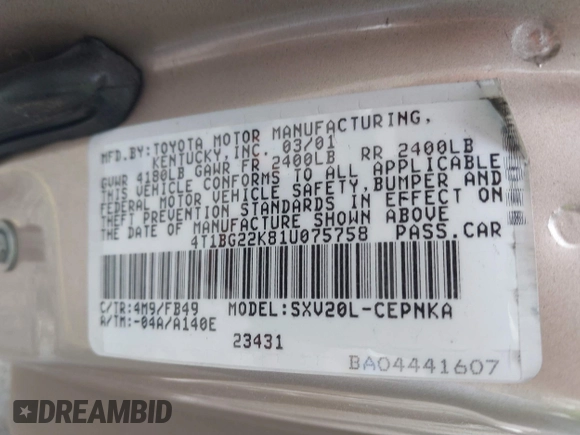 MFD.BY:TOYOTA MOTOR MANUFACTURING,
KENTUCKY, INC. 03/01
GVWR 4180LB GAWR FR 2400LB RR 2400LB
THIS VEHICLE CONFORMS TO ALL APPLICABLE
FEDERAL MOTOR VEHICLE SAFETY, BUMPER AND
THEFT PREVENTION STANDARDS IN EFFECT ON
THE DATE OF MANUFACTURE SHOWN ABOVE
4T1BG22K81U075758 PASS.CAR
C/TR:4M9/FB49 MODEL:SXV20L-CEPNKA
A/TM:-04A/A140E
23431
BA04441607
DREAMBID